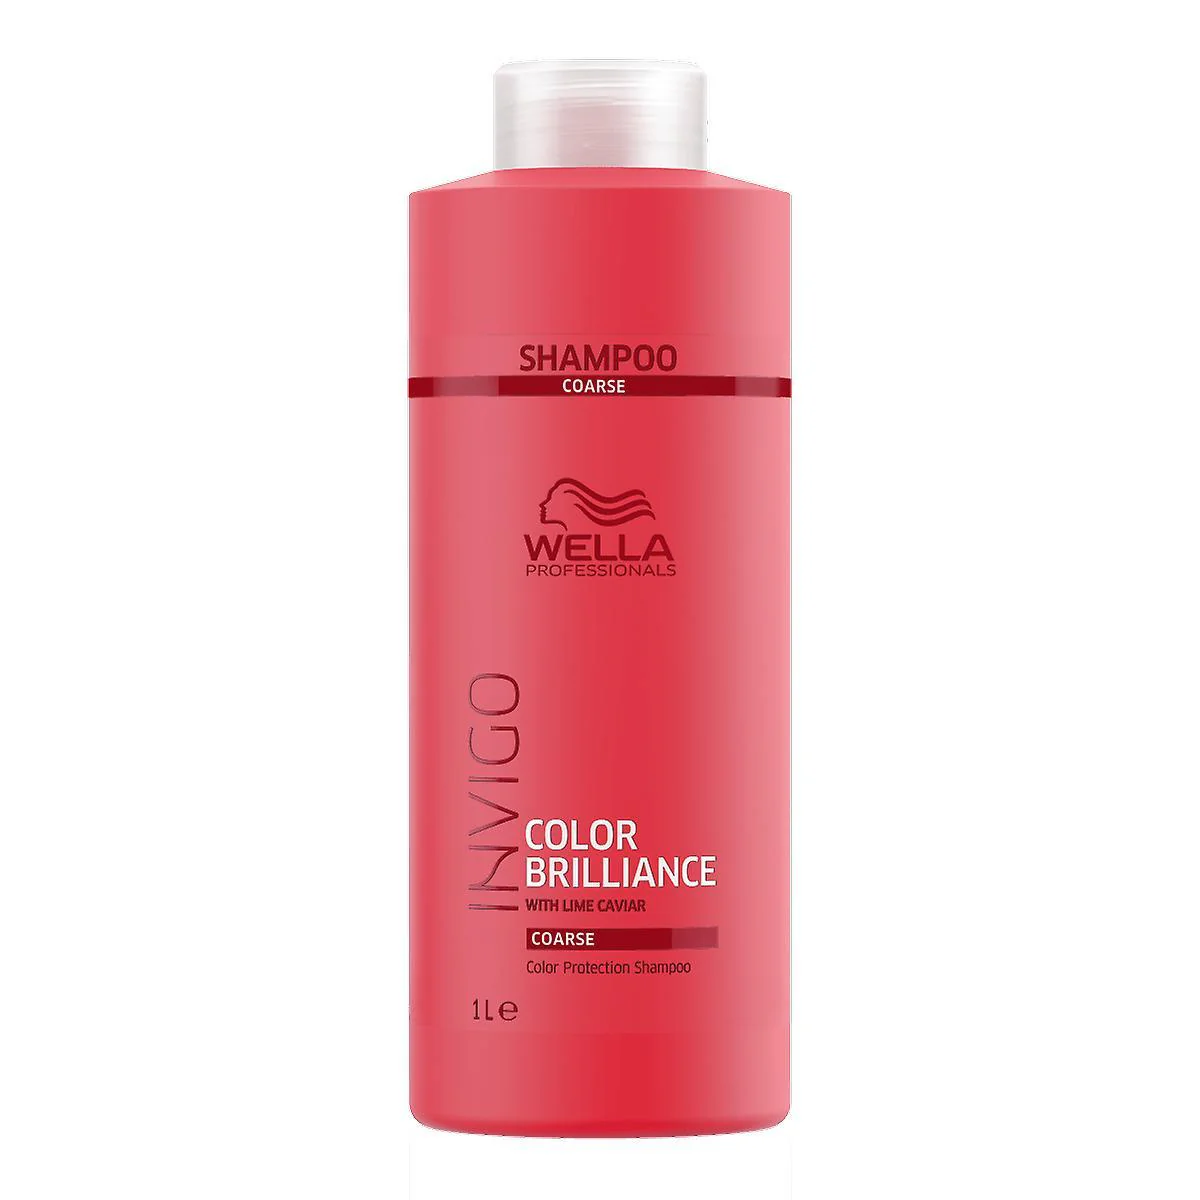 SHAMPOO
COARSE
WELLA
PROFESSIONALS
INVIGO
COLOR
BRILLIANCE
WITH LIME CAVIAR
COARSE
Color Protection Shampoo
1L℮